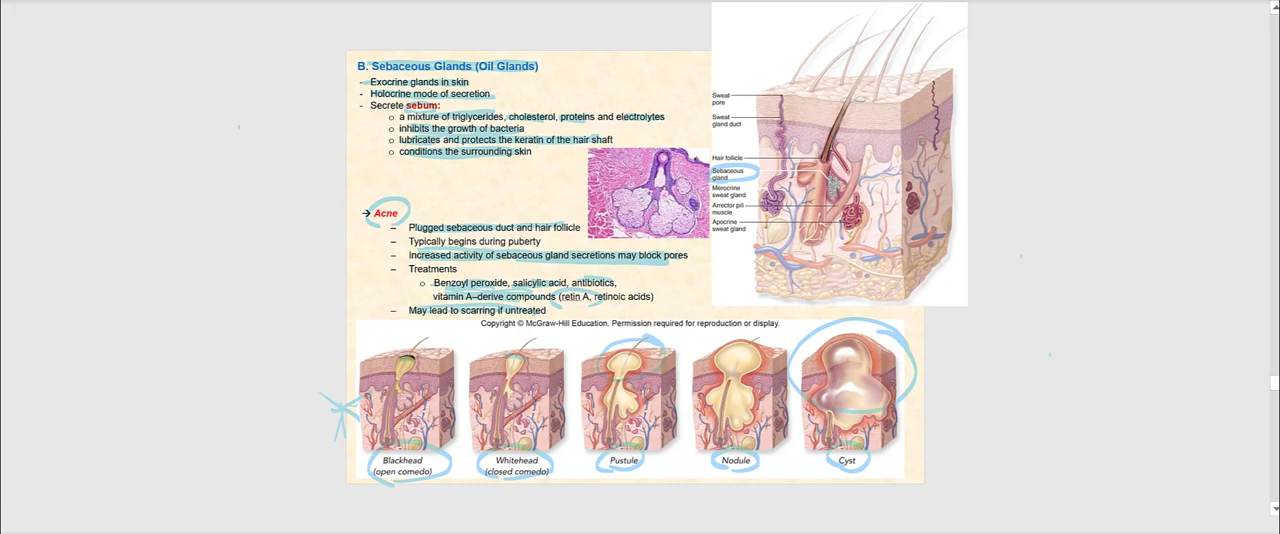 B. Sebaceous Glands (Oil Glands)
- Exocrine glands in skin
- Holocrine mode of secretion
- Secrete sebum:
o a mixture of triglycerides, cholesterol, proteins and electrolytes
o inhibits the growth of bacteria
o lubricates and protects the keratin of the hair shaft
o conditions the surrounding skin
→ Acne
– Plugged sebaceous duct and hair follicle
– Typically begins during puberty
– Increased activity of sebaceous gland secretions may block pores
– Treatments
o Benzoyl peroxide, salicylic acid, antibiotics,
vitamin A–derive compounds (retin A, retinoic acids)
– May lead to scarring if untreated
Sweat
pore
Sweat
gland duct
Hair follicle
Sebaceous
gland
Merocrine
sweat gland
Arrector pili
muscle
Apocrine
sweat gland
Copyright © McGraw-Hill Education. Permission required for reproduction or display.
Blackhead
(open comedo)
Whitehead
(closed comedo)
Pustule
Nodule
Cyst